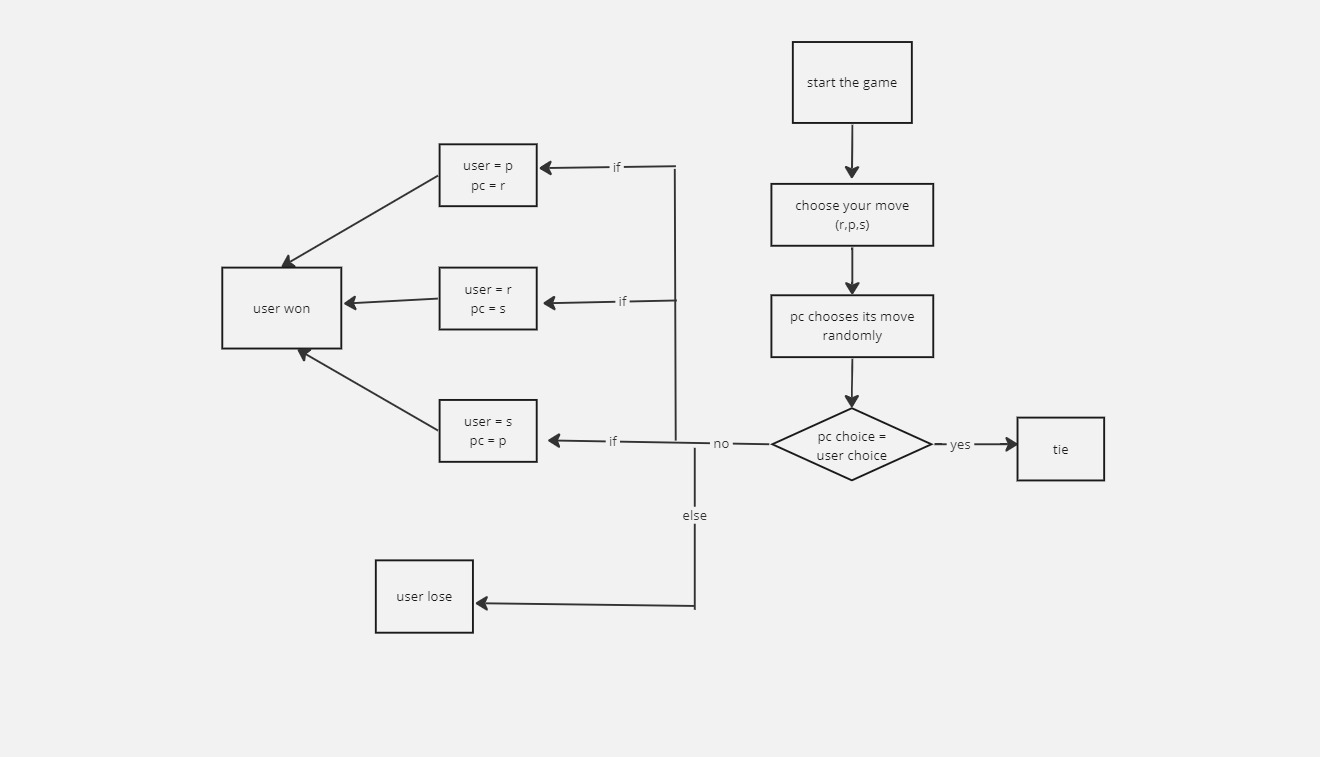 start the game
choose your move
(r,p,s)
pc chooses its move
randomly
pc choice =
user choice
yes
tie
no
if
user = p
pc = r
if
user = r
pc = s
if
user = s
pc = p
user won
else
user lose